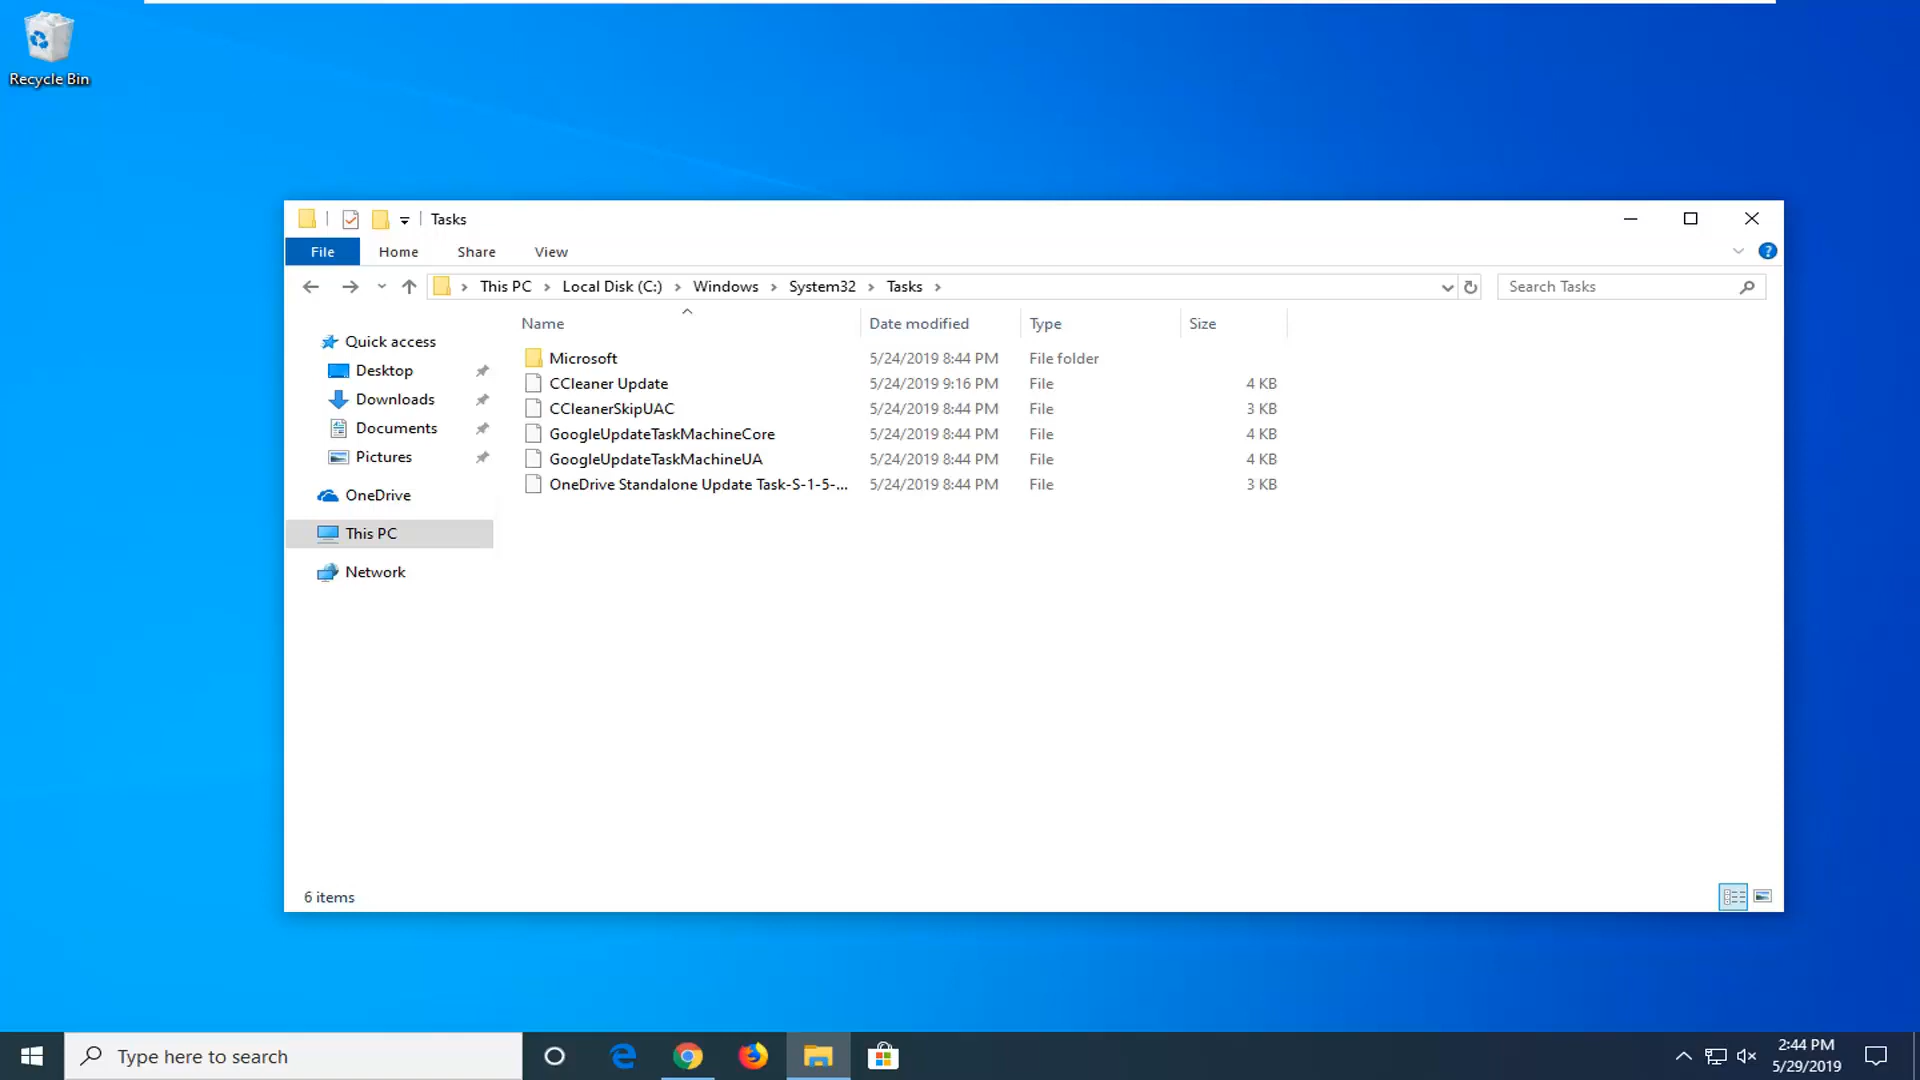 Recycle Bin
Tasks
File Home Share View
This PC Local Disk (C:) Windows System32 Tasks
Search Tasks
Name Date modified Type Size
Quick access
Desktop
Downloads
Documents
Pictures
OneDrive
This PC
Network
Microsoft 5/24/2019 8:44 PM File folder
CCleaner Update 5/24/2019 9:16 PM File 4 KB
CCleanerSkipUAC 5/24/2019 8:44 PM File 3 KB
GoogleUpdateTaskMachineCore 5/24/2019 8:44 PM File 4 KB
GoogleUpdateTaskMachineUA 5/24/2019 8:44 PM File 4 KB
OneDrive Standalone Update Task-S-1-5-... 5/24/2019 8:44 PM File 3 KB
6 items
Type here to search
2:44 PM
5/29/2019